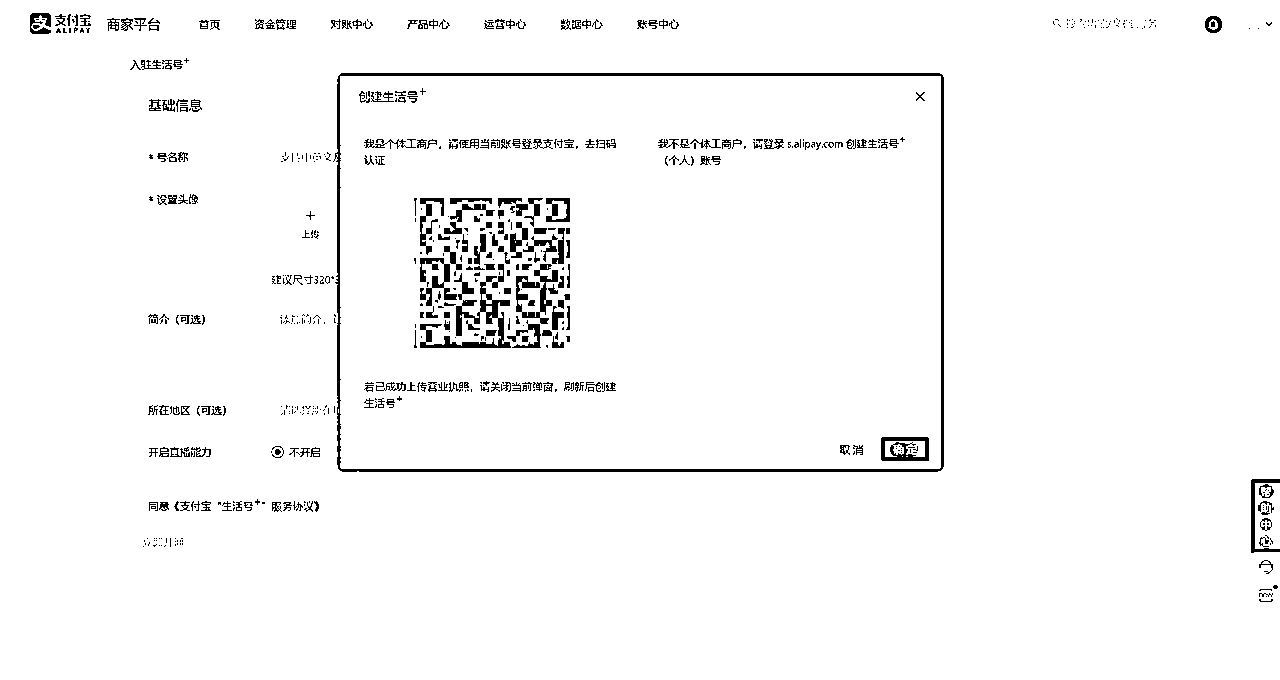 支付宝 ALIPAY 商家平台 首页 资金管理 对账中心 产品中心 运营中心 数据中心 账号中心
入驻生活号+
创建生活号+
基础信息
我是个体工商户，请使用当前账号登录支付宝，去扫码
认证
我不是个体工商户，请登录 s.alipay.com 创建生活号+
（个人）账号
* 号名称
* 设置头像
上传
建议尺寸320*
简介（可选）
若已成功上传营业执照，请关闭当前弹窗，刷新后创建
生活号+
所在地区（可选）
开启直播能力 不开启
取消 确定
同意《支付宝“生活号+”服务协议》